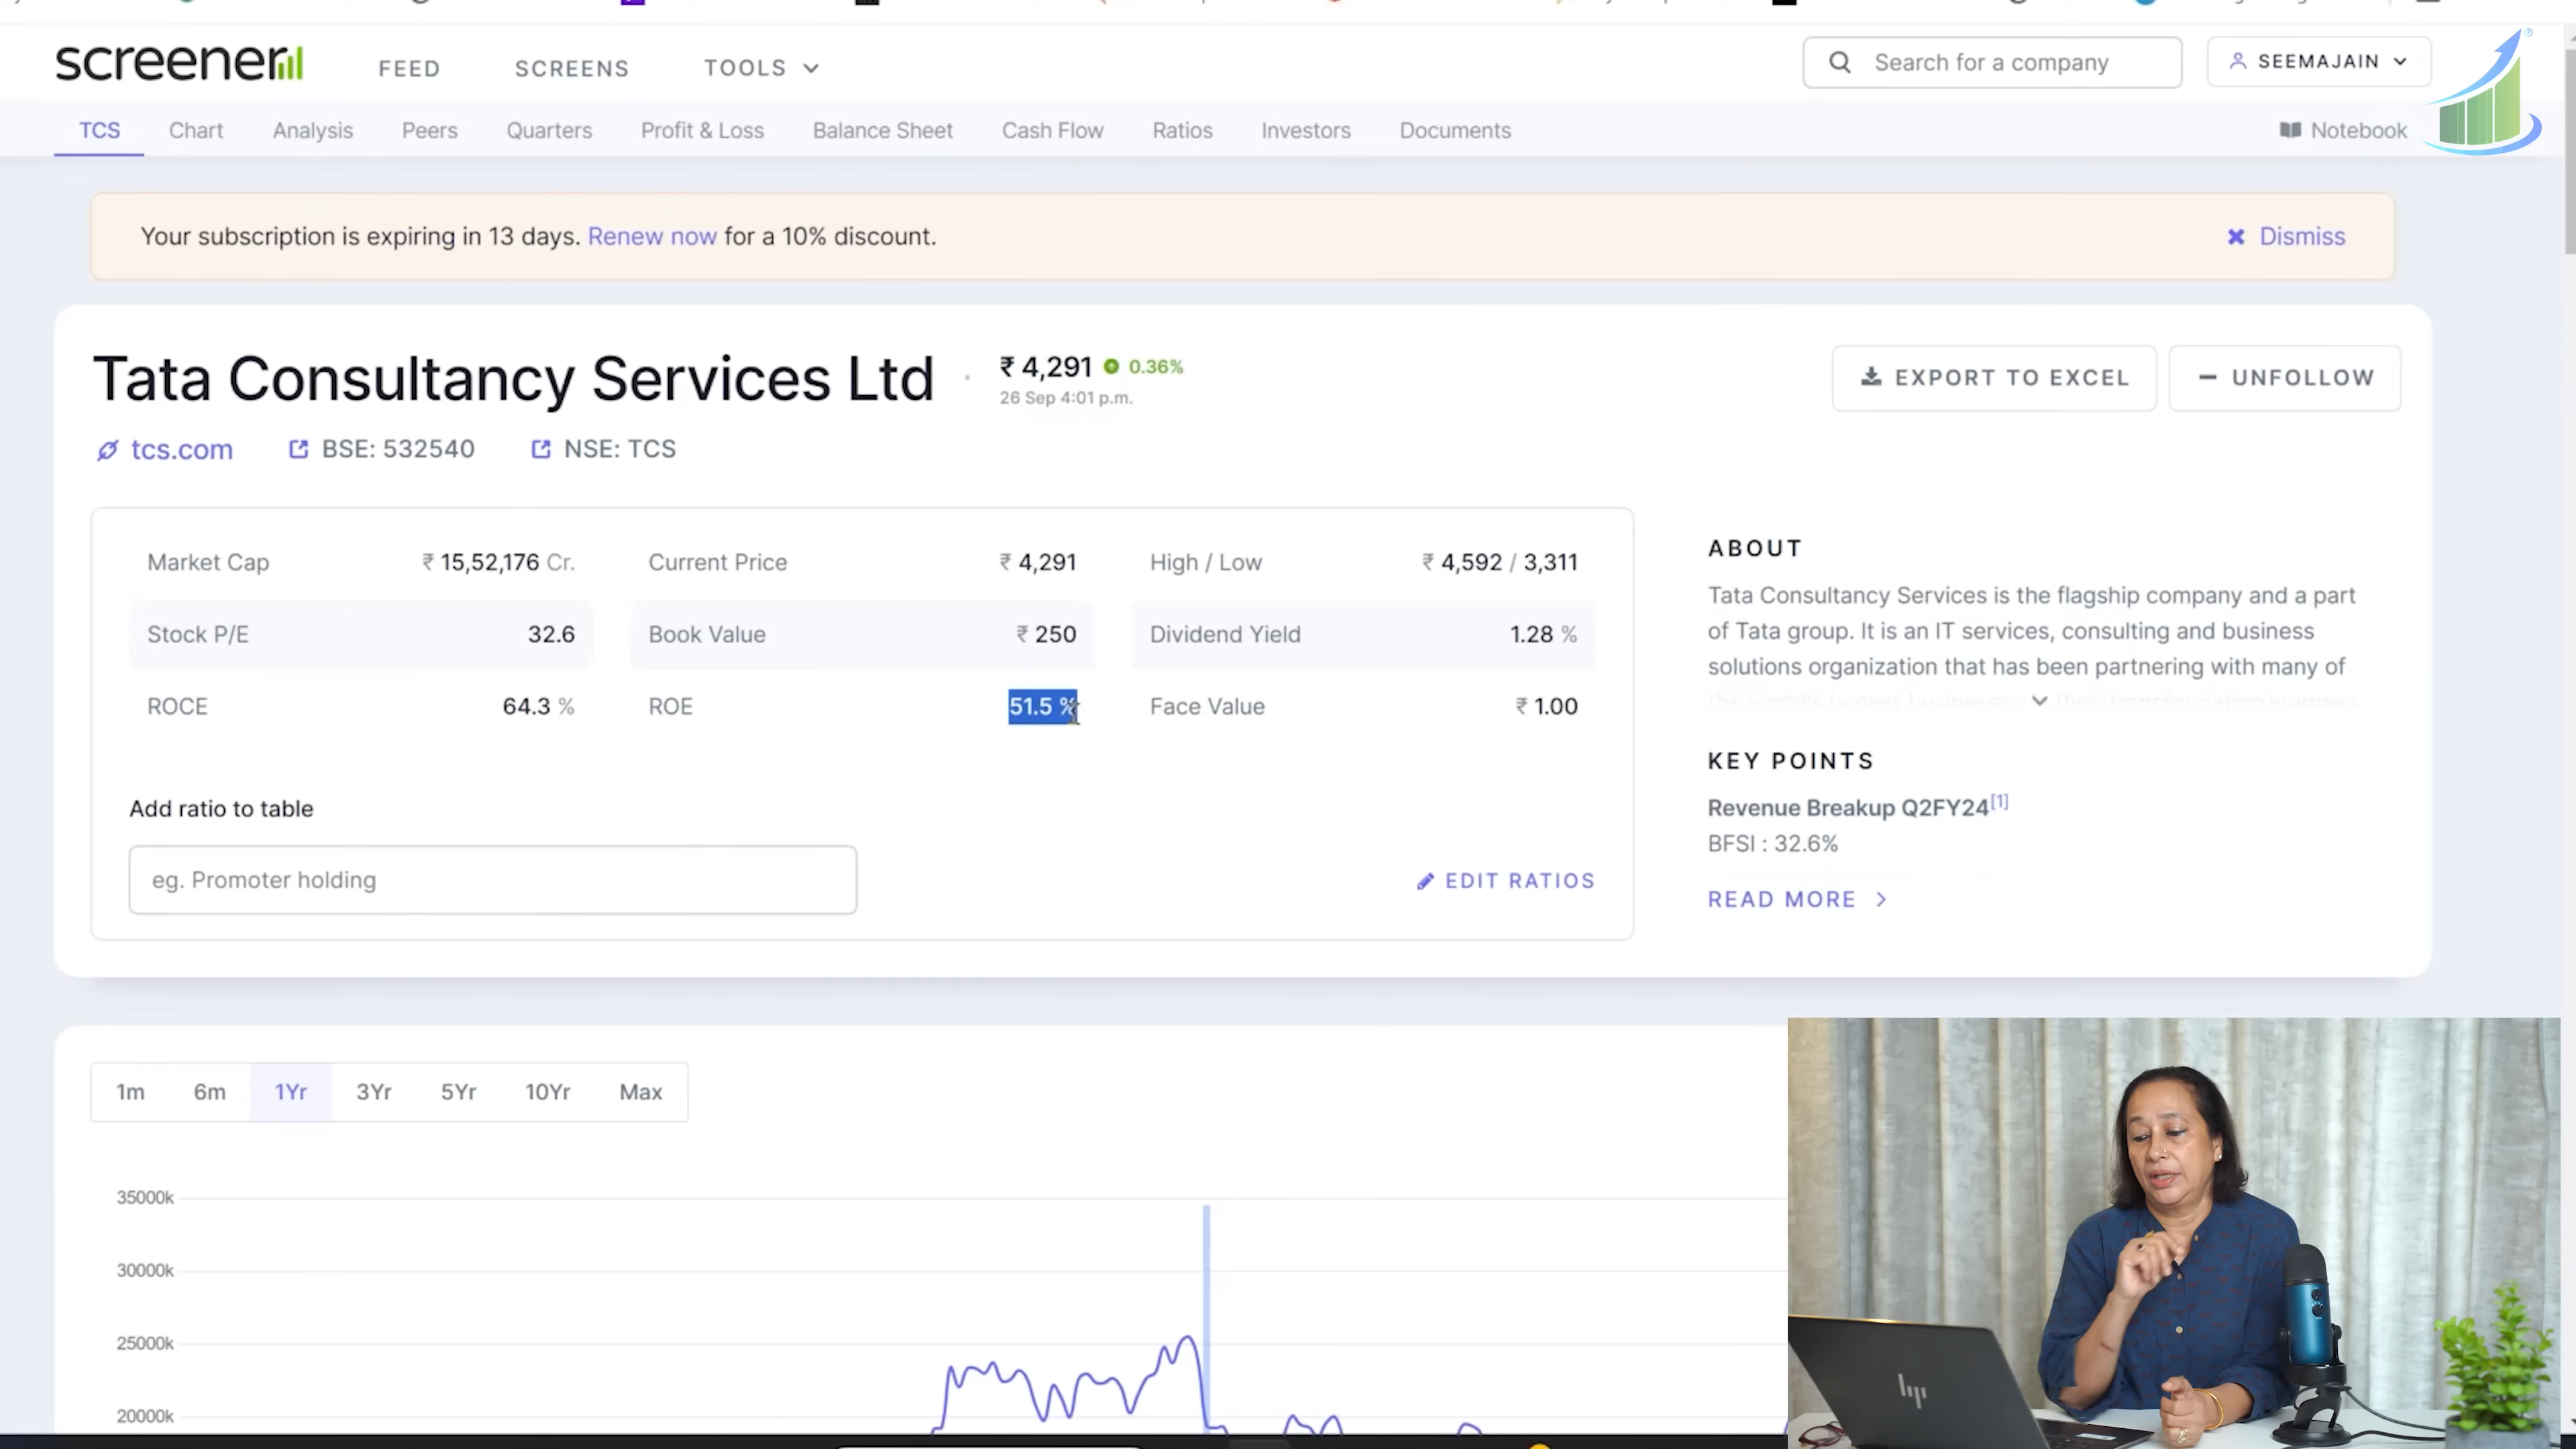 screener
FEED SCREENS TOOLS
Search for a company
SEMAJAIN
TCS Chart Analysis Peers Quarters Profit & Loss Balance Sheet Cash Flow Ratios Investors Documents
Notebook
Your subscription is expiring in 13 days. Renew now for a 10% discount.
Dismiss
Tata Consultancy Services Ltd
₹ 4,291 0.36%
26 Sep 4:01 p.m.
EXPORT TO EXCEL
UNFOLLOW
tcs.com BSE: 532540 NSE: TCS
Market Cap ₹ 15,52,176 Cr. Current Price ₹ 4,291 High / Low ₹ 4,592 / 3,311
Stock P/E 32.6 Book Value ₹ 250 Dividend Yield 1.28 %
ROCE 64.3 % ROE 51.5 % Face Value ₹ 1.00
Add ratio to table
eg. Promoter holding
EDIT RATIOS
ABOUT
Tata Consultancy Services is the flagship company and a part
of Tata group. It is an IT services, consulting and business
solutions organization that has been partnering with many of
KEY POINTS
Revenue Breakup Q2FY24[1]
BFSI : 32.6%
READ MORE
1m 6m 1Yr 3Yr 5Yr 10Yr Max
35000k
30000k
25000k
20000k
hp